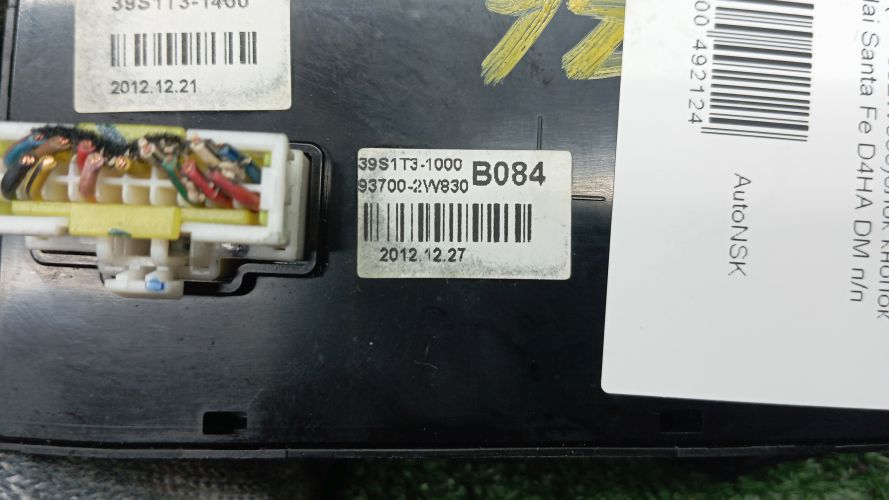 39S1T3-1400
2012.12.21
39S1T3-1000
93700-2W830
B084
2012.12.27
492124
Santa Fe D4HA DM п/п
AutoNSK